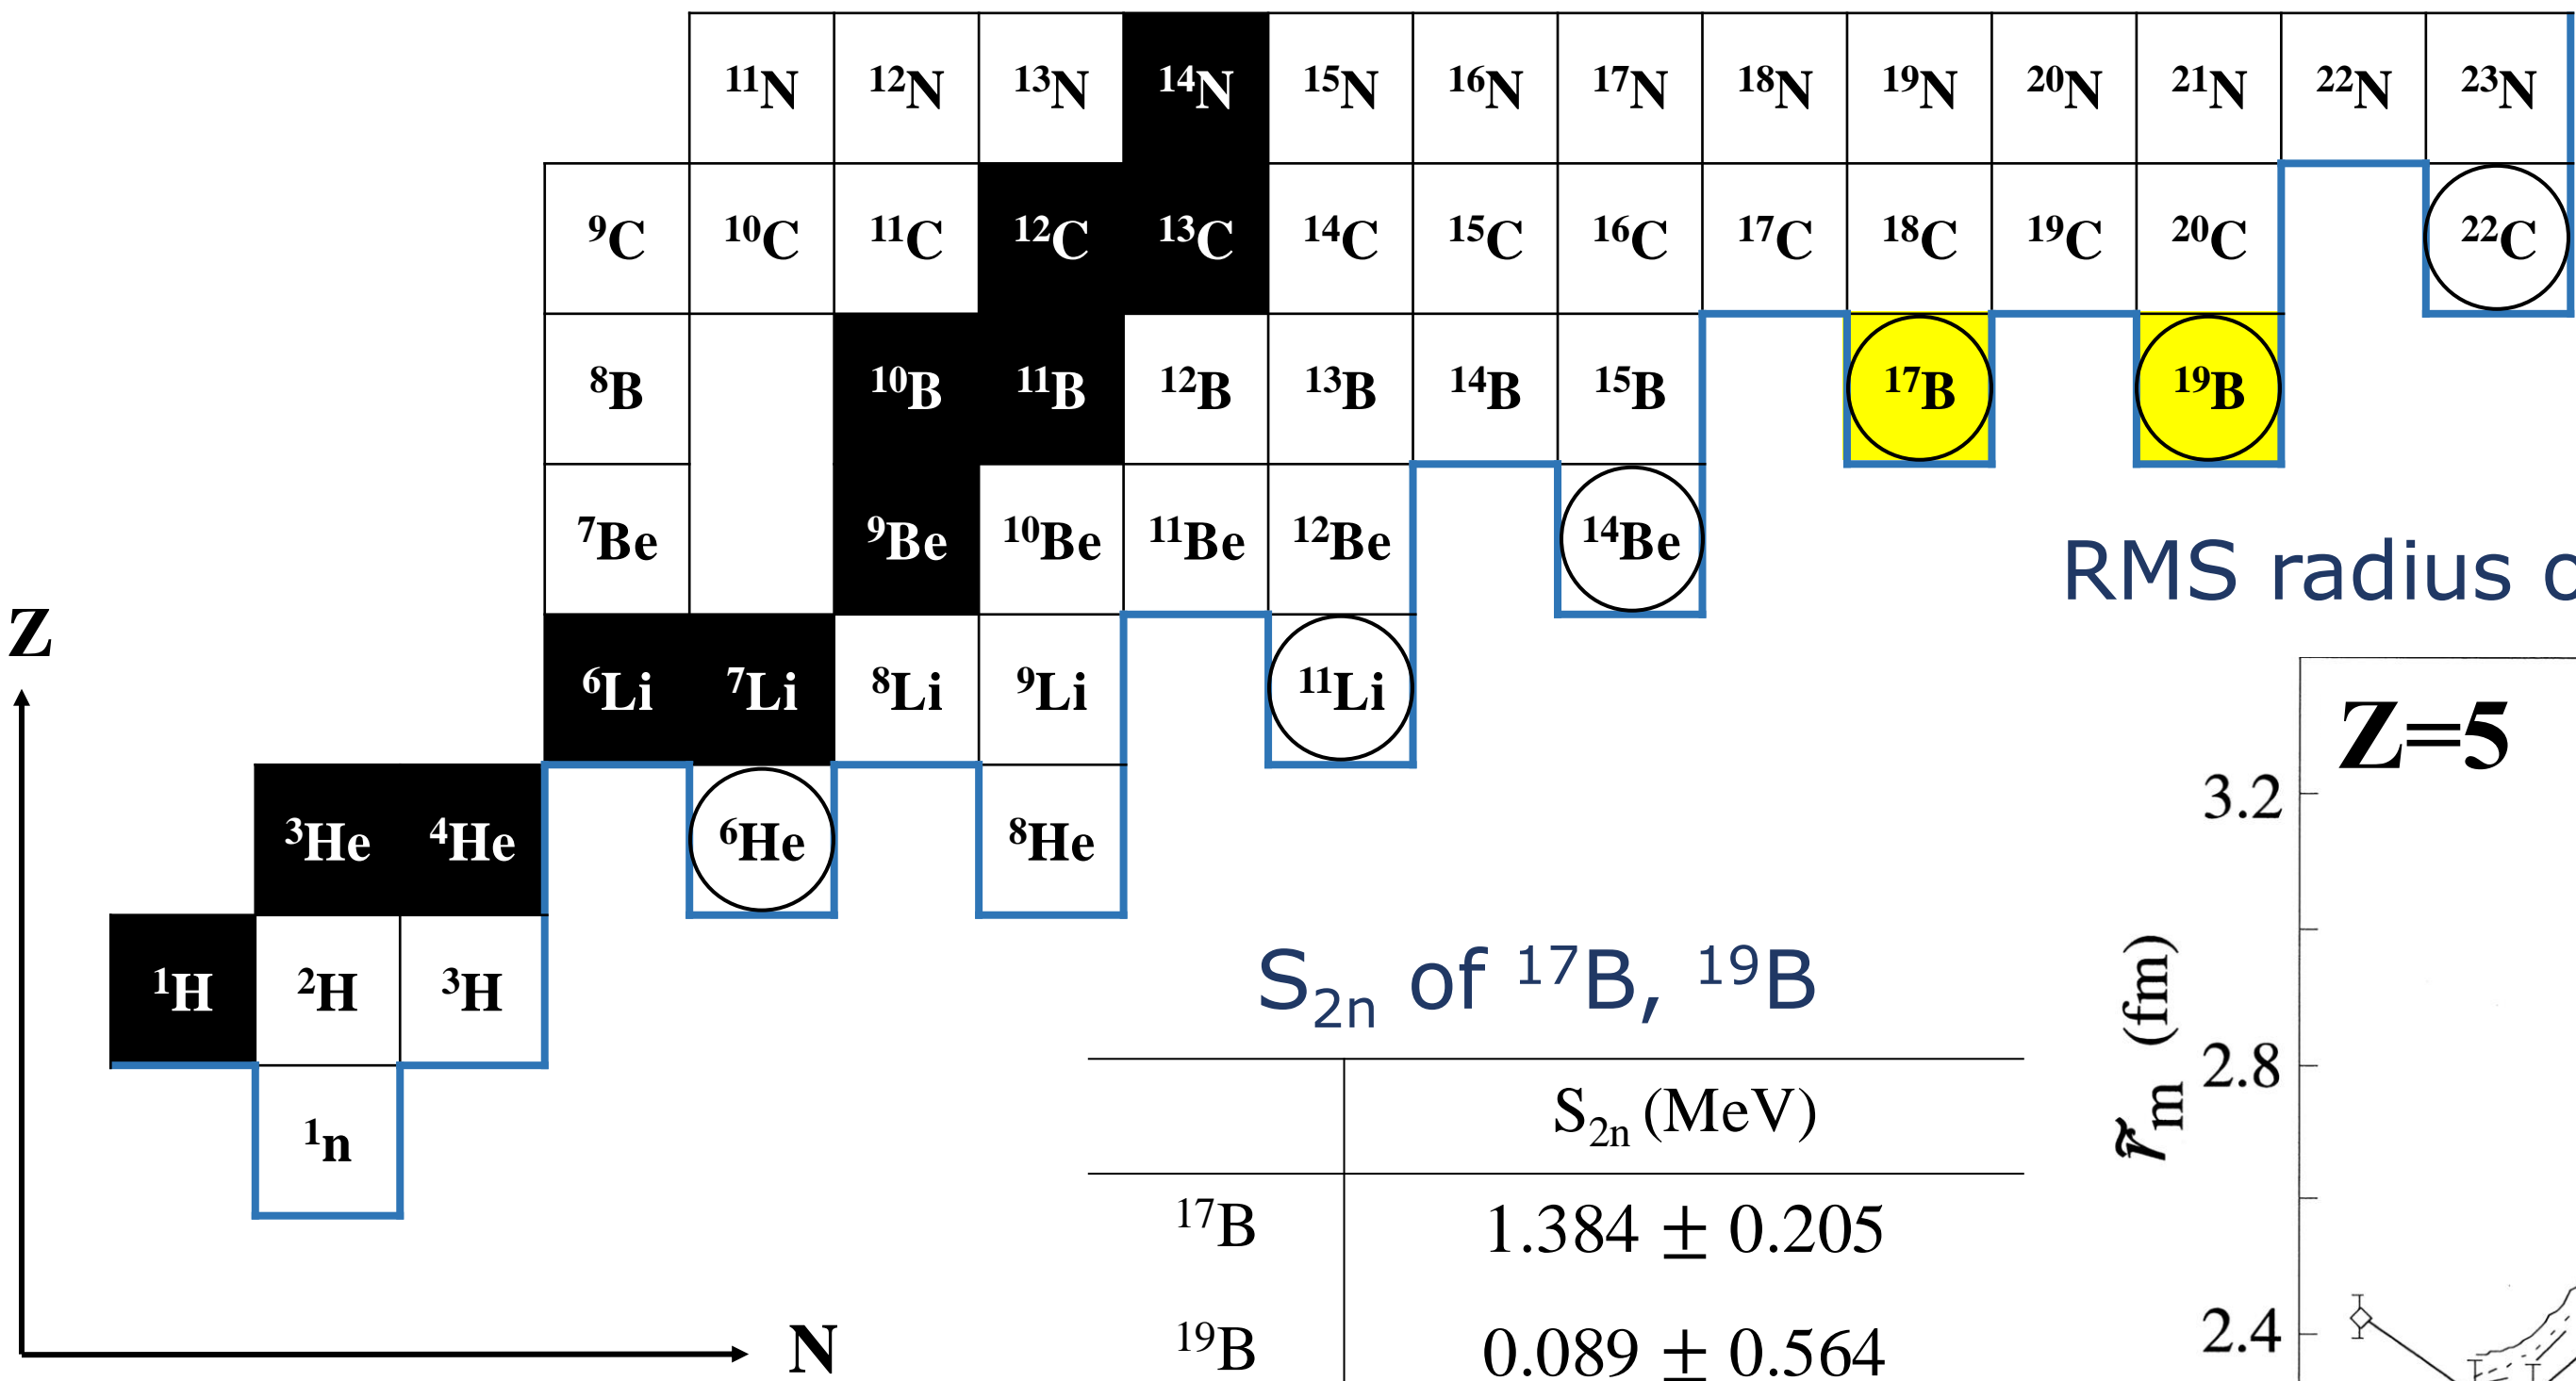 ¹¹N ¹²N ¹³N ¹⁴N ¹⁵N ¹⁶N ¹⁷N ¹⁸N ¹⁹N ²⁰N ²¹N ²²N ²³N
⁹C ¹⁰C ¹¹C ¹²C ¹³C ¹⁴C ¹⁵C ¹⁶C ¹⁷C ¹⁸C ¹⁹C ²⁰C ²²C
⁸B ¹⁰B ¹¹B ¹²B ¹³B ¹⁴B ¹⁵B ¹⁷B ¹⁹B
⁷Be ⁹Be ¹⁰Be ¹¹Be ¹²Be ¹⁴Be
RMS radius o
Z
⁶Li ⁷Li ⁸Li ⁹Li ¹¹Li
³He ⁴He ⁶He ⁸He
¹H ²H ³H
¹n
N
S₂ₙ of ¹⁷B, ¹⁹B
S₂ₙ (MeV)
¹⁷B 1.384 ± 0.205
¹⁹B 0.089 ± 0.564
Z=5
3.2
2.8
2.4
r̃m (fm)